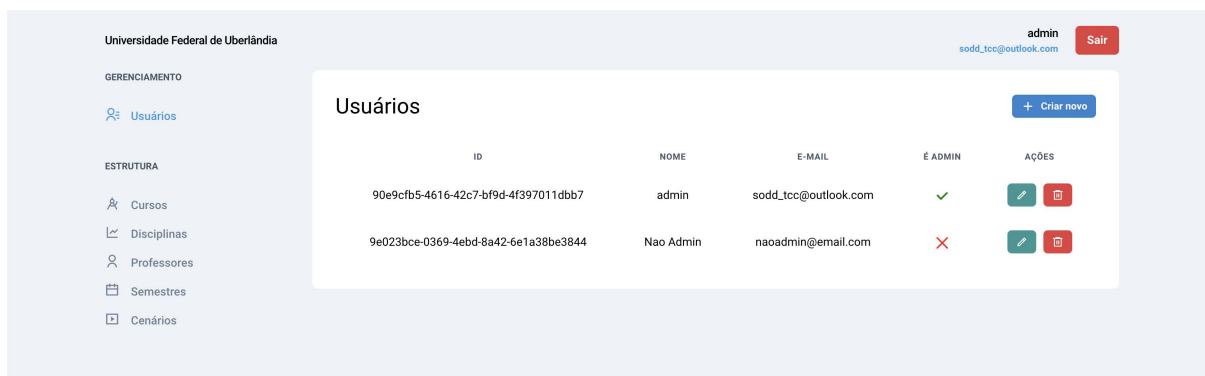 Universidade Federal de Uberlândia
admin
sodd_tcc@outlook.com
Sair
GERENCIAMENTO
Usuários
ESTRUTURA
Cursos
Disciplinas
Professores
Semestres
Cenários
Usuários
+ Criar novo
ID NOME E-MAIL É ADMIN AÇÕES
90e9cfb5-4616-42c7-bf9d-4f397011dbb7 admin sodd_tcc@outlook.com
9e023bce-0369-4ebd-8a42-6e1a38be3844 Nao Admin naoadmin@email.com